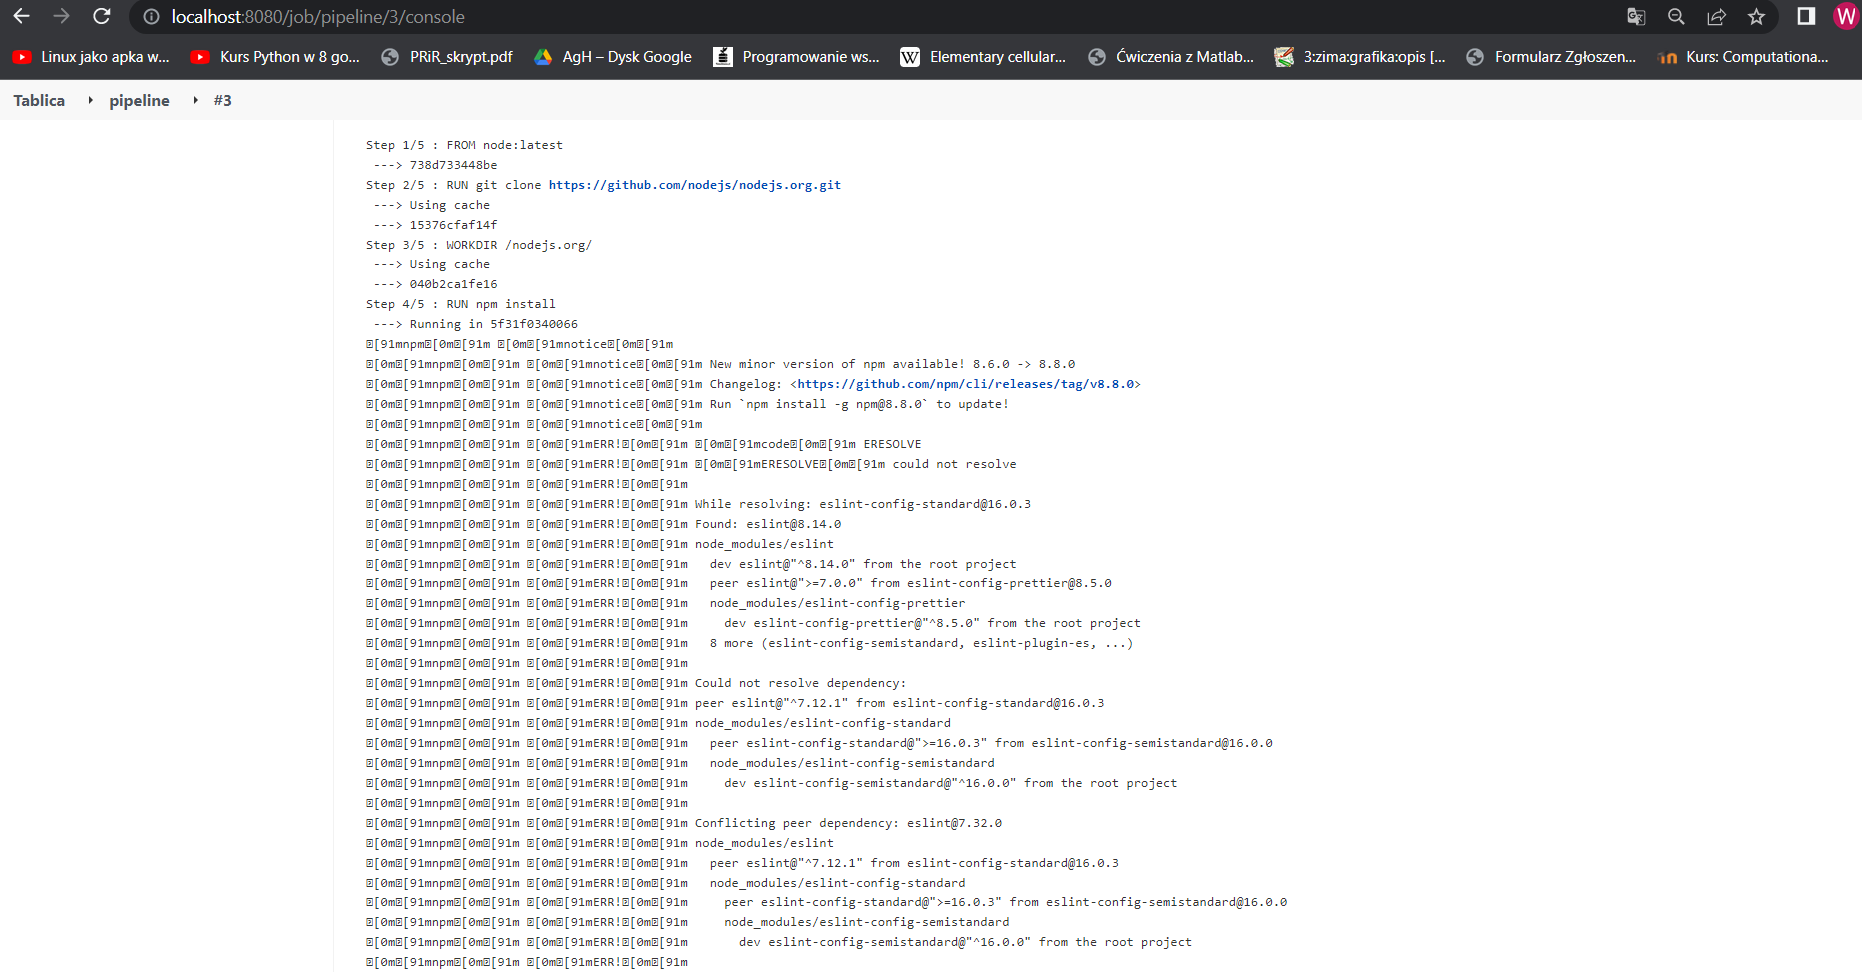 localhost:8080/job/pipeline/3/console
W
Linux jako apka w... Kurs Python w 8 go... PRiR_skrypt.pdf AgH – Dysk Google Programowanie ws... W Elementary cellular... Ćwiczenia z Matlab... 3:zima:grafika:opis [... Formularz Zgłoszen... Kurs: Computationa...
Tablica pipeline #3
Step 1/5 : FROM node:latest
 ---> 738d733448be
Step 2/5 : RUN git clone https://github.com/nodejs/nodejs.org.git
 ---> Using cache
 ---> 15376cfaf14f
Step 3/5 : WORKDIR /nodejs.org/
 ---> Using cache
 ---> 040b2ca1fe16
Step 4/5 : RUN npm install
 ---> Running in 5f31f0340066
[91mnpm[0m[91m [0m[91mnotice[0m[91m
[0m[91mnpm[0m[91m [0m[91mnotice[0m[91m New minor version of npm available! 8.6.0 -> 8.8.0
[0m[91mnpm[0m[91m [0m[91mnotice[0m[91m Changelog: <https://github.com/npm/cli/releases/tag/v8.8.0>
[0m[91mnpm[0m[91m [0m[91mnotice[0m[91m Run `npm install -g npm@8.8.0` to update!
[0m[91mnpm[0m[91m [0m[91mnotice[0m[91m
[0m[91mnpm[0m[91m [0m[91mERR![0m[91m [0m[91mcode[0m[91m ERESOLVE
[0m[91mnpm[0m[91m [0m[91mERR![0m[91m [0m[91mERESOLVE[0m[91m could not resolve
[0m[91mnpm[0m[91m [0m[91mERR![0m[91m
[0m[91mnpm[0m[91m [0m[91mERR![0m[91m While resolving: eslint-config-standard@16.0.3
[0m[91mnpm[0m[91m [0m[91mERR![0m[91m Found: eslint@8.14.0
[0m[91mnpm[0m[91m [0m[91mERR![0m[91m node_modules/eslint
[0m[91mnpm[0m[91m [0m[91mERR![0m[91m   dev eslint@"^8.14.0" from the root project
[0m[91mnpm[0m[91m [0m[91mERR![0m[91m   peer eslint@">=7.0.0" from eslint-config-prettier@8.5.0
[0m[91mnpm[0m[91m [0m[91mERR![0m[91m   node_modules/eslint-config-prettier
[0m[91mnpm[0m[91m [0m[91mERR![0m[91m     dev eslint-config-prettier@"^8.5.0" from the root project
[0m[91mnpm[0m[91m [0m[91mERR![0m[91m   8 more (eslint-config-semistandard, eslint-plugin-es, ...)
[0m[91mnpm[0m[91m [0m[91mERR![0m[91m
[0m[91mnpm[0m[91m [0m[91mERR![0m[91m Could not resolve dependency:
[0m[91mnpm[0m[91m [0m[91mERR![0m[91m peer eslint@"^7.12.1" from eslint-config-standard@16.0.3
[0m[91mnpm[0m[91m [0m[91mERR![0m[91m node_modules/eslint-config-standard
[0m[91mnpm[0m[91m [0m[91mERR![0m[91m   peer eslint-config-standard@">=16.0.3" from eslint-config-semistandard@16.0.0
[0m[91mnpm[0m[91m [0m[91mERR![0m[91m   node_modules/eslint-config-semistandard
[0m[91mnpm[0m[91m [0m[91mERR![0m[91m     dev eslint-config-semistandard@"^16.0.0" from the root project
[0m[91mnpm[0m[91m [0m[91mERR![0m[91m
[0m[91mnpm[0m[91m [0m[91mERR![0m[91m Conflicting peer dependency: eslint@7.32.0
[0m[91mnpm[0m[91m [0m[91mERR![0m[91m node_modules/eslint
[0m[91mnpm[0m[91m [0m[91mERR![0m[91m   peer eslint@"^7.12.1" from eslint-config-standard@16.0.3
[0m[91mnpm[0m[91m [0m[91mERR![0m[91m   node_modules/eslint-config-standard
[0m[91mnpm[0m[91m [0m[91mERR![0m[91m     peer eslint-config-standard@">=16.0.3" from eslint-config-semistandard@16.0.0
[0m[91mnpm[0m[91m [0m[91mERR![0m[91m     node_modules/eslint-config-semistandard
[0m[91mnpm[0m[91m [0m[91mERR![0m[91m       dev eslint-config-semistandard@"^16.0.0" from the root project
[0m[91mnpm[0m[91m [0m[91mERR![0m[91m